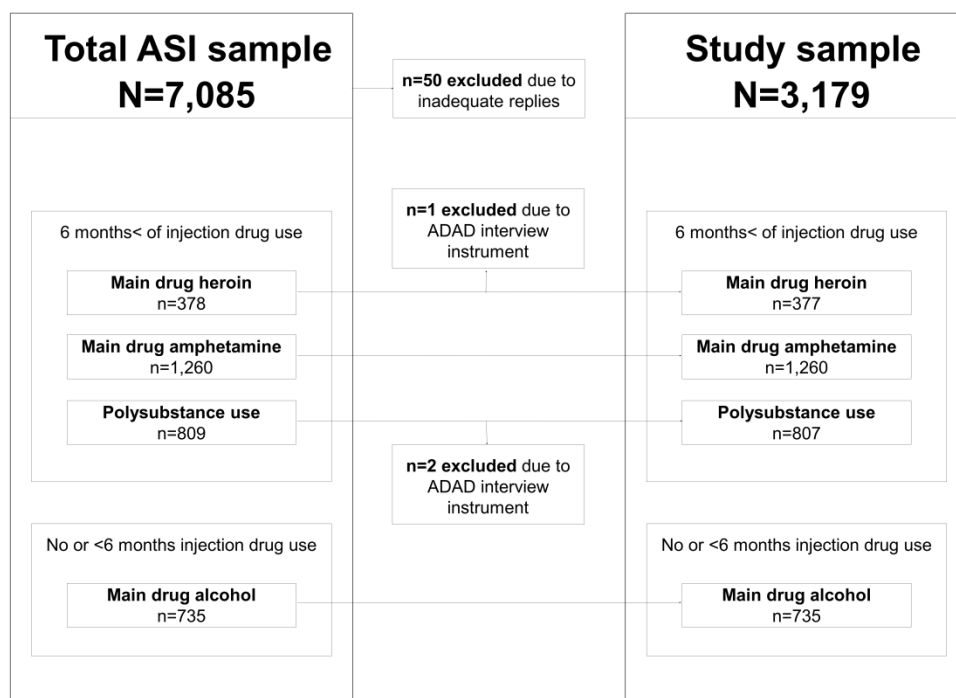 Total ASI sample
N=7,085
n=50 excluded due to
inadequate replies
Study sample
N=3,179
6 months< of injection drug use
Main drug heroin
n=378
Main drug amphetamine
n=1,260
Polysubstance use
n=809
No or <6 months injection drug use
Main drug alcohol
n=735
n=1 excluded due to
ADAD interview
instrument
n=2 excluded due to
ADAD interview
instrument
6 months< of injection drug use
Main drug heroin
n=377
Main drug amphetamine
n=1,260
Polysubstance use
n=807
No or <6 months injection drug use
Main drug alcohol
n=735